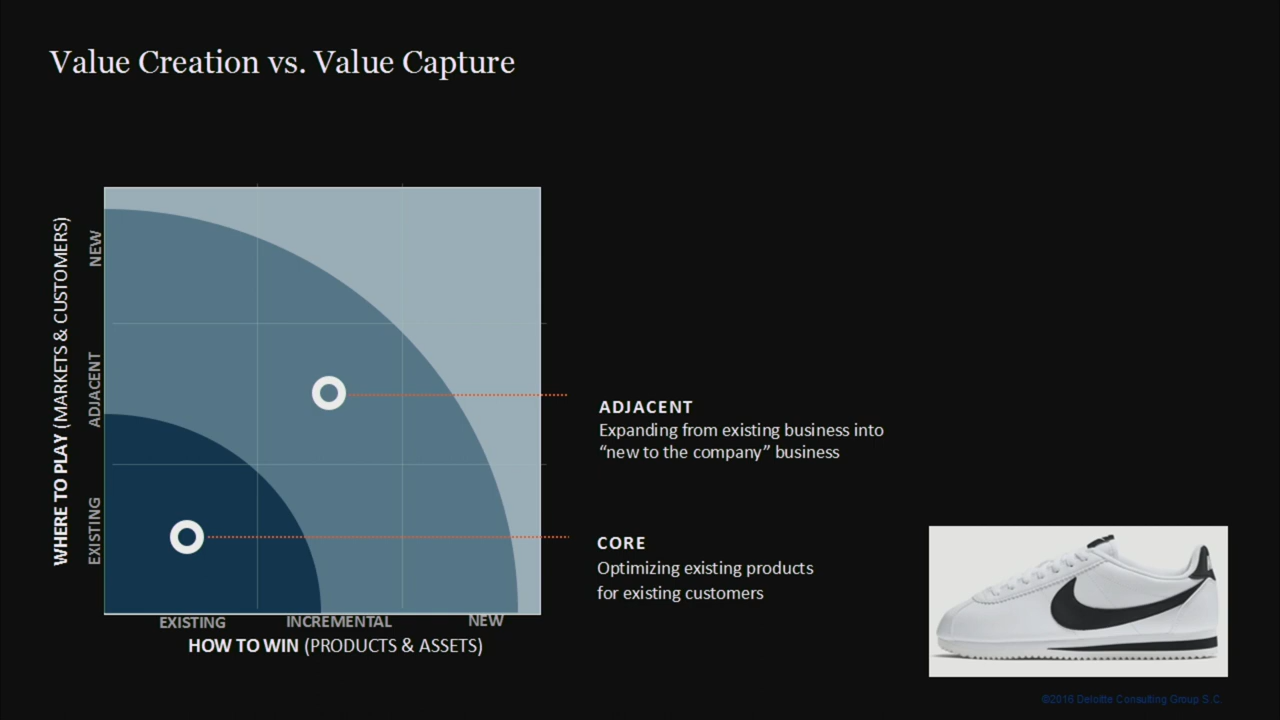 Value Creation vs. Value Capture
WHERE TO PLAY (MARKETS & CUSTOMERS)
NEW
ADJACENT
EXISTING
ADJACENT
Expanding from existing business into
“new to the company” business
CORE
Optimizing existing products
for existing customers
EXISTING
INCREMENTAL
NEW
HOW TO WIN (PRODUCTS & ASSETS)
©2016 Deloitte Consulting Group S.C.